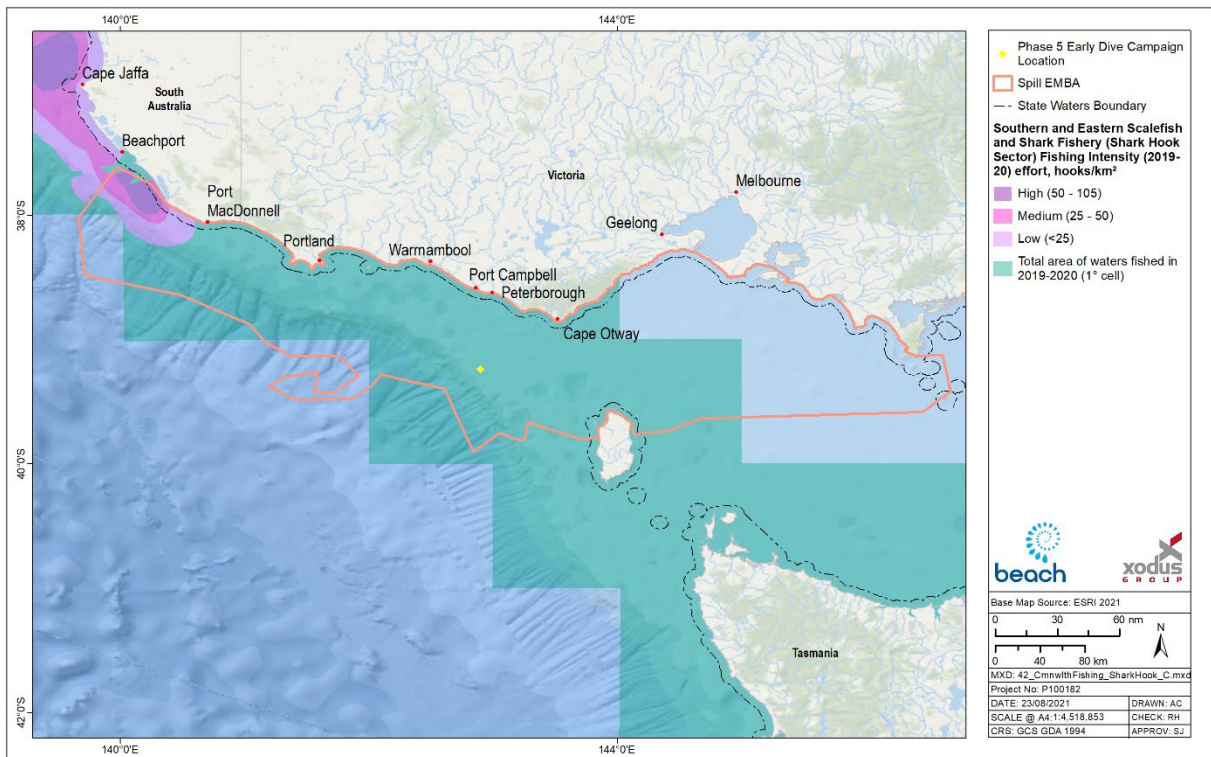 140°0'E
144°0'E
Cape Jaffa
South
Australia
Beachport
Port
MacDonnell
Portland
Warrnambool
Port Campbell
Peterborough
Cape Otway
Victoria
Melbourne
Geelong
Tasmania
38°0'S
40°0'S
42°0'S
140°0'E
144°0'E
Phase 5 Early Dive Campaign
Location
Spill EMBA
State Waters Boundary
Southern and Eastern Scalefish
and Shark Fishery (Shark Hook
Sector) Fishing Intensity (2019-
20) effort, hooks/km²
High (50 - 105)
Medium (25 - 50)
Low (<25)
Total area of waters fished in
2019-2020 (1° cell)
beach
xodus
GROUP
Base Map Source: ESRI 2021
0 30 60 nm
N
0 40 80 km
MXD: 42_CmnwlthFishing_SharkHook_C.mxd
Project No: P100182
DATE: 23/08/2021
DRAWN: AC
SCALE @ A4:1:4,518,853
CHECK: RH
CRS: GCS GDA 1994
APPROV: SJ